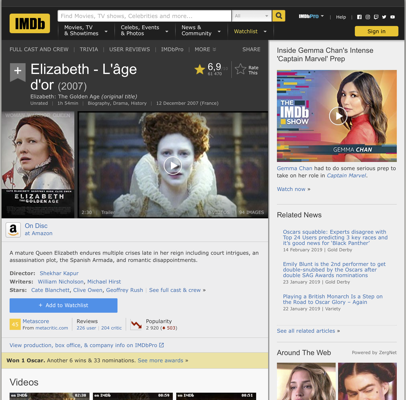 IMDb
Find Movies, TV shows, Celebrities and more...
All
IMDbPro
Help
Movies, TV & Showtimes
Celebs, Events & Photos
News & Community
Watchlist
Sign in
FULL CAST AND CREW | TRIVIA | USER REVIEWS | IMDbPro | MORE
SHARE
Elizabeth - L'âge d'or (2007)
Elizabeth: The Golden Age (original title)
Unrated | 1h 54min | Biography, Drama, History | 12 December 2007 (France)
6,9
61 470
Rate This
ELIZABETH
THE GOLDEN AGE
2:30 | Trailer
94 IMAGES
On Disc
at Amazon
A mature Queen Elizabeth endures multiple crises late in her reign including court intrigues, an
assassination plot, the Spanish Armada, and romantic disappointments.
Director: Shekhar Kapur
Writers: William Nicholson, Michael Hirst
Stars: Cate Blanchett, Clive Owen, Geoffrey Rush | See full cast & crew »
+ Add to Watchlist
Metascore
From metacritic.com
Reviews
226 user | 204 critic
Popularity
2 920 (503)
View production, box office, & company info on IMDbPro
Won 1 Oscar. Another 6 wins & 33 nominations. See more awards »
Videos
Inside Gemma Chan's Intense
'Captain Marvel' Prep
THE
IMDb
SHOW
GEMMA CHAN
Gemma Chan had to do some serious prep
to take on her role in Captain Marvel.
Watch now »
Related News
Oscars squabble: Experts disagree with
Top 24 Users predicting 3 key races and
it's good news for 'Black Panther'
14 February 2019 | Gold Derby
Emily Blunt is the 2nd performer to get
double-snubbed by the Oscars after
double SAG Awards nominations
23 January 2019 | Gold Derby
Playing a British Monarch Is a Step on
the Road to Oscar Glory – Again
22 January 2019 | Variety
See all related articles »
Around The Web
Powered by ZergNet